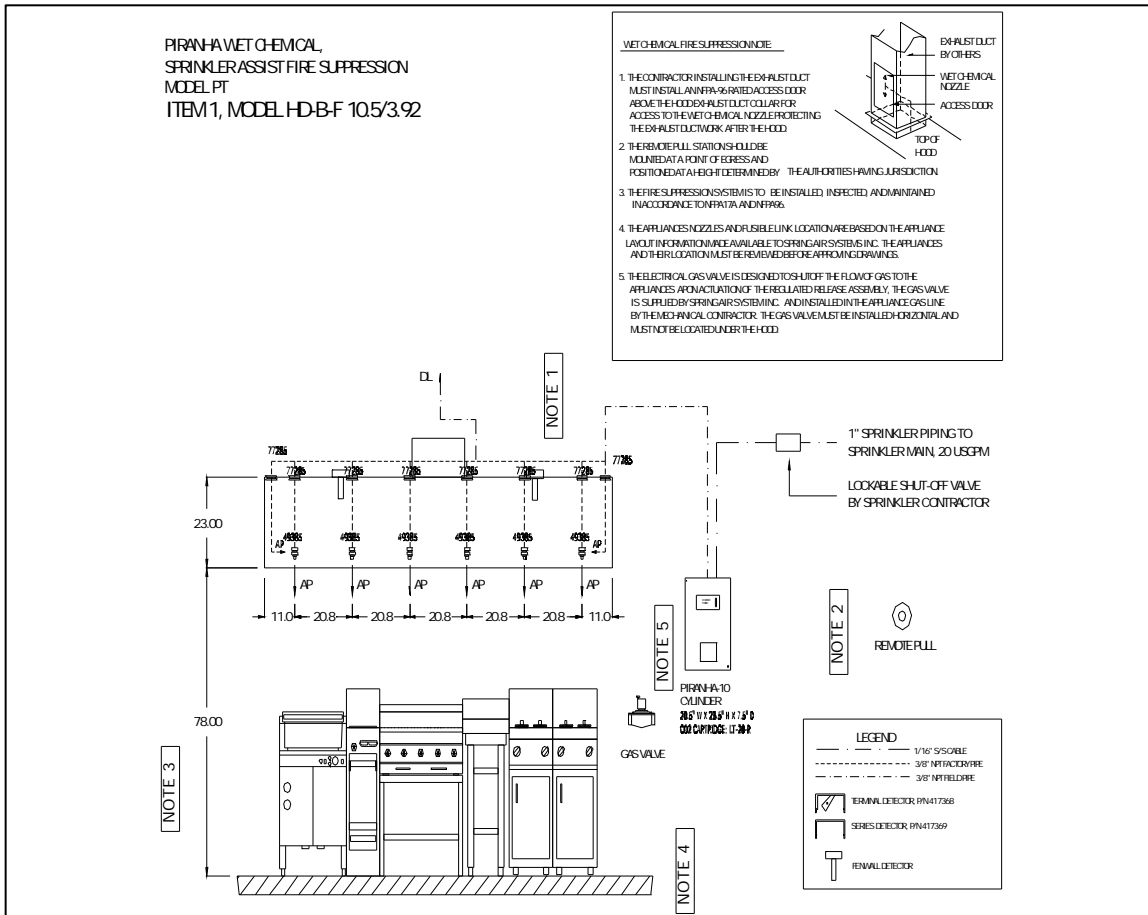 PIRANHA WET CHEMICAL,
SPRINKLER ASSIST FIRE SUPPRESSION
MODEL PT
ITEM 1, MODEL HD-B-F 10.5/3.92
WET CHEMICAL FIRE SUPPRESSION NOTE:
1. THE CONTRACTOR INSTALLING THE EXHAUST DUCT
MUST INSTALL AN NFPA-96 RATED ACCESS DOOR
ABOVE THE HOOD EXHAUST DUCT COLLAR FOR
ACCESS TO THE WET CHEMICAL NOZZLE PROTECTING
THE EXHAUST DUCTWORK AFTER THE HOOD.
2. THE REMOTE PULL STATION SHOULD BE
MOUNTED AT A POINT OF EGRESS AND
POSITIONED AT A HEIGHT DETERMINED BY THE AUTHORITIES HAVING JURISDICTION.
3. THE FIRE SUPPRESSION SYSTEM IS TO BE INSTALLED, INSPECTED, AND MAINTAINED
IN ACCORDANCE TO NFPA17A AND NFPA96.
4. THE APPLIANCES NOZZLES AND FUSIBLE LINK LOCATION ARE BASED ON THE APPLIANCE
LAYOUT INFORMATION MADE AVAILABLE TO SPRING AIR SYSTEMS INC. THE APPLIANCES
AND THEIR LOCATION MUST BE REVIEWED BEFORE APPROVING DRAWINGS.
5. THE ELECTRICAL GAS VALVE IS DESIGNED TO SHUTOFF THE FLOW OF GAS TO THE
APPLIANCES APON ACTUATION OF THE REGULATED RELEASE ASSEMBLY, THE GAS VALVE
IS SUPPLIED BY SPRING AIR SYSTEM INC. AND INSTALLED IN THE APPLIANCE GAS LINE
BY THE MECHANICAL CONTRACTOR. THE GAS VALVE MUST BE INSTALLED HORIZONTAL AND
MUST NOT BE LOCATED UNDER THE HOOD.
EXHAUST DUCT
BY OTHERS
WET CHEMICAL
NOZZLE
ACCESS DOOR
TOP OF
HOOD
DL
NOTE 1
1" SPRINKLER PIPING TO
SPRINKLER MAIN, 20 USGPM
LOCKABLE SHUT-OFF VALVE
BY SPRINKLER CONTRACTOR
23.00
AP
AP
AP
AP
AP
AP
AP
AP
11.0
20.8
20.8
20.8
20.8
20.8
11.0
78.00
NOTE 5
NOTE 2
REMOTE PULL
PIRANHA-10
CYLINDER
GAS VALVE
NOTE 3
NOTE 4
LEGEND
1/16" S/S CABLE
3/8" NPT FACTORY PIPE
3/8" NPT FIELD PIPE
TERMINAL DETECTOR, P/N 417368
SERIES DETECTOR, P/N 417369
FENWALL DETECTOR